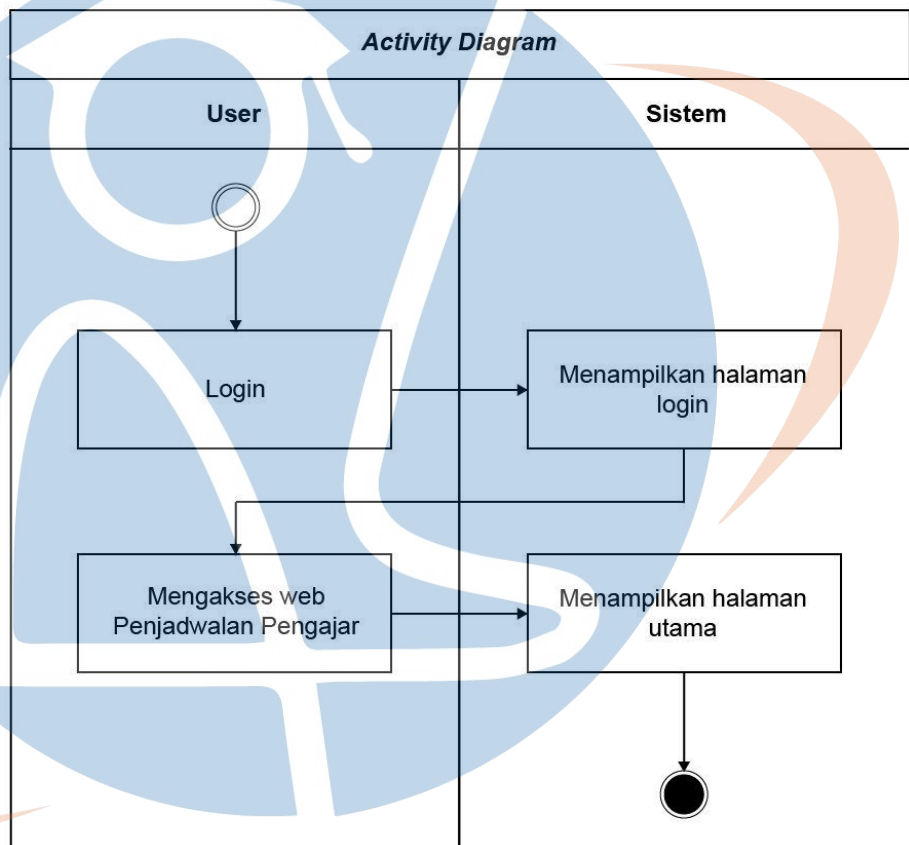 Activity Diagram
User
Sistem
Login
Menampilkan halaman
login
Mengakses web
Penjadwalan Pengajar
Menampilkan halaman
utama